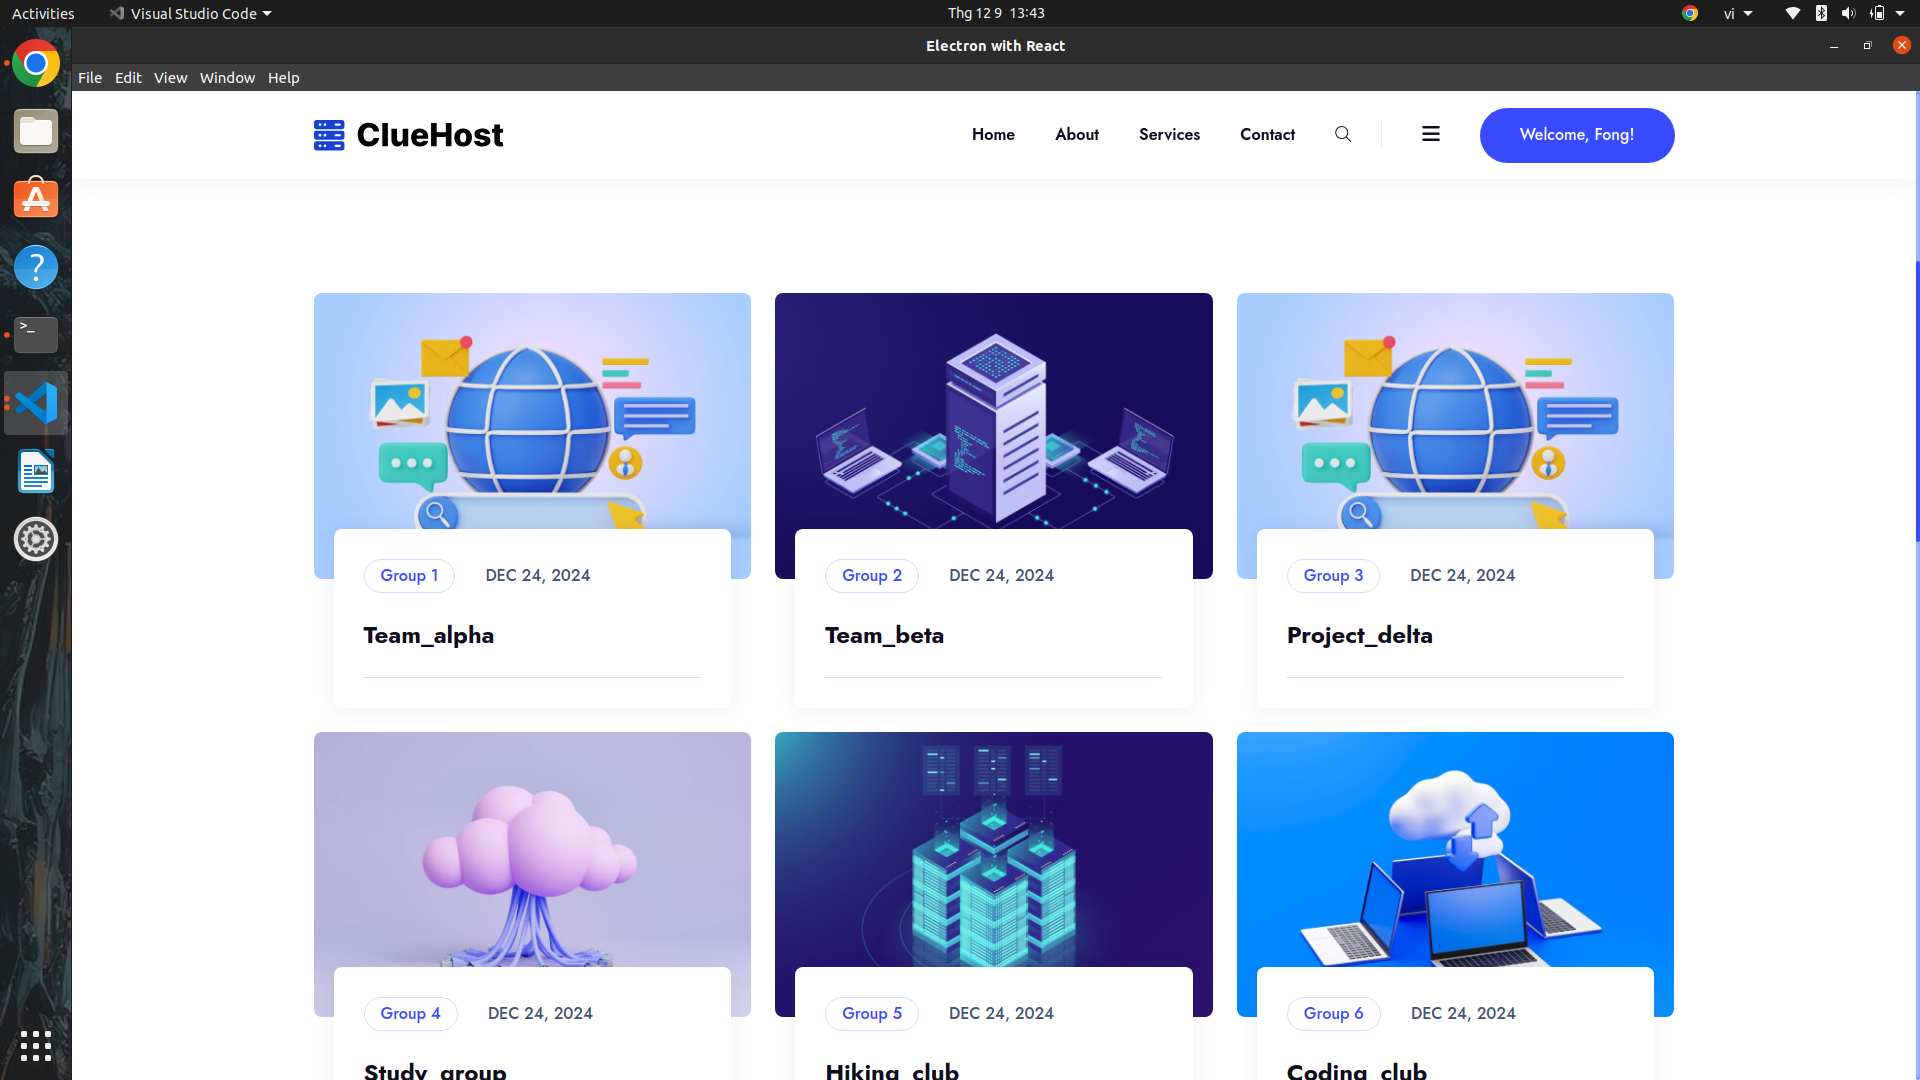 Activities
Visual Studio Code
Thg 12 9 13:43
vi
Electron with React
File Edit View Window Help
ClueHost
Home
About
Services
Contact
Welcome, Fong!
Group 1
DEC 24, 2024
Team_alpha
Group 2
DEC 24, 2024
Team_beta
Group 3
DEC 24, 2024
Project_delta
Group 4
DEC 24, 2024
Study_group
Group 5
DEC 24, 2024
Hiking_club
Group 6
DEC 24, 2024
Coding_club